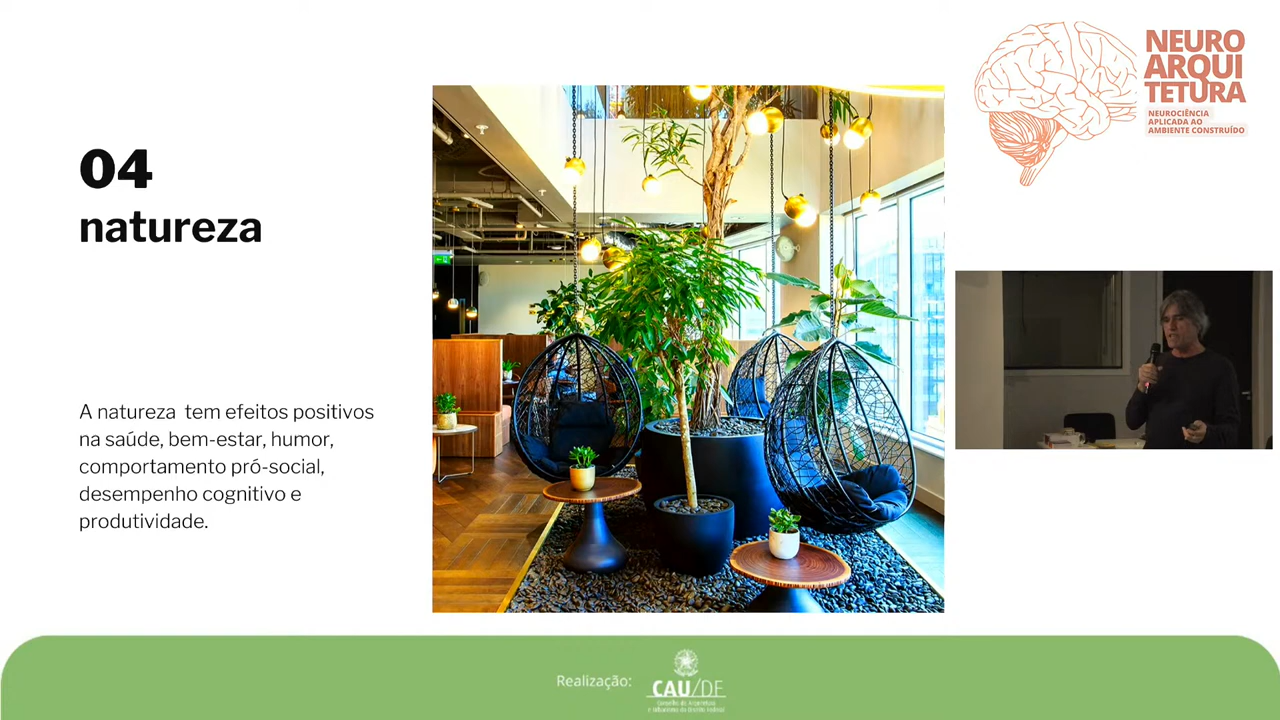 04
natureza
A natureza  tem efeitos positivos
na saúde, bem-estar, humor,
comportamento pró-social,
desempenho cognitivo e
produtividade.
NEURO
ARQUI
TETURA
NEUROCIÊNCIA
APLICADA AO
AMBIENTE CONSTRUÍDO
Realização:
CAU/DF
Conselho de Arquitetura
e Urbanismo do Distrito Federal